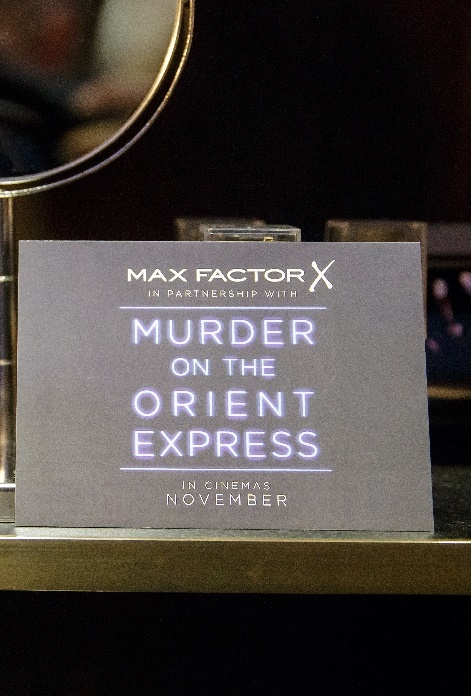 MAX FACTOR X
IN PARTNERSHIP WITH
MURDER
ON THE
ORIENT
EXPRESS
IN CINEMAS
NOVEMBER